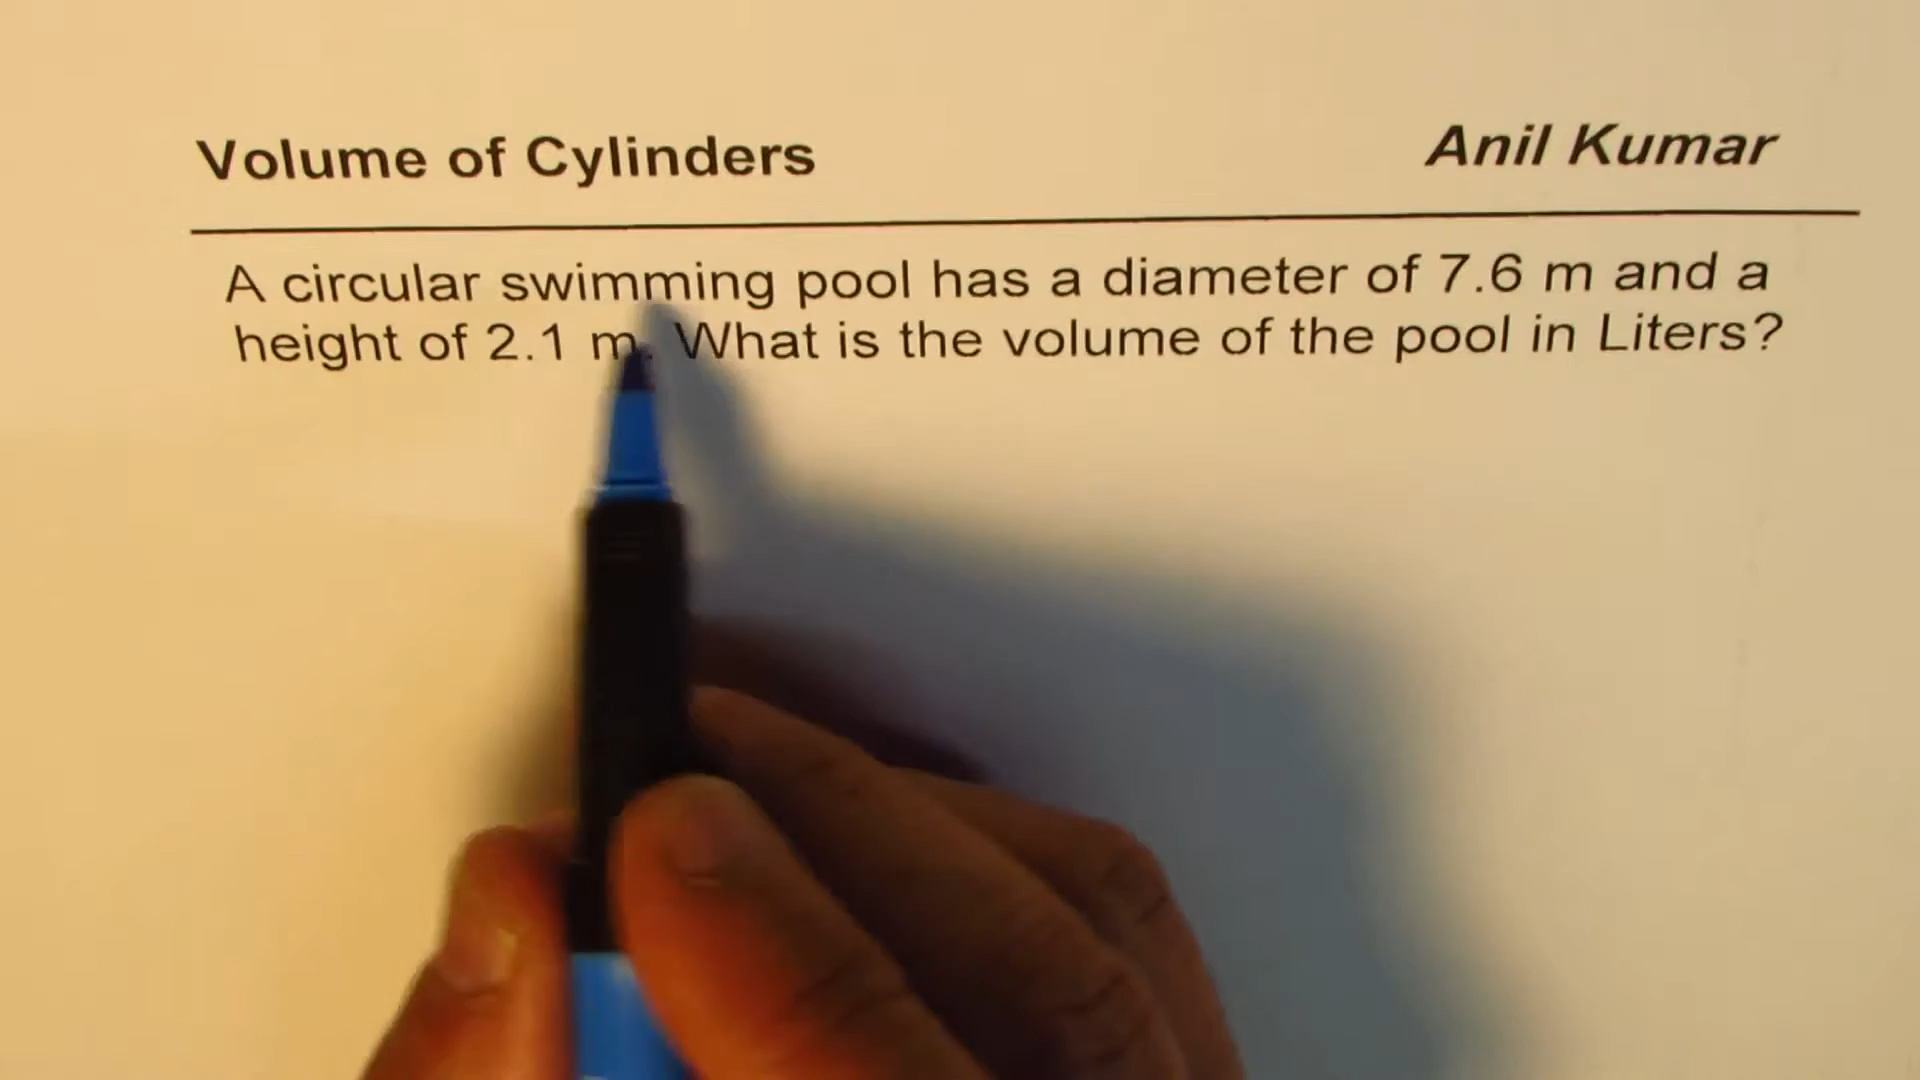 Volume of Cylinders
Anil Kumar
A circular swimming pool has a diameter of 7.6 m and a
height of 2.1 m. What is the volume of the pool in Liters?